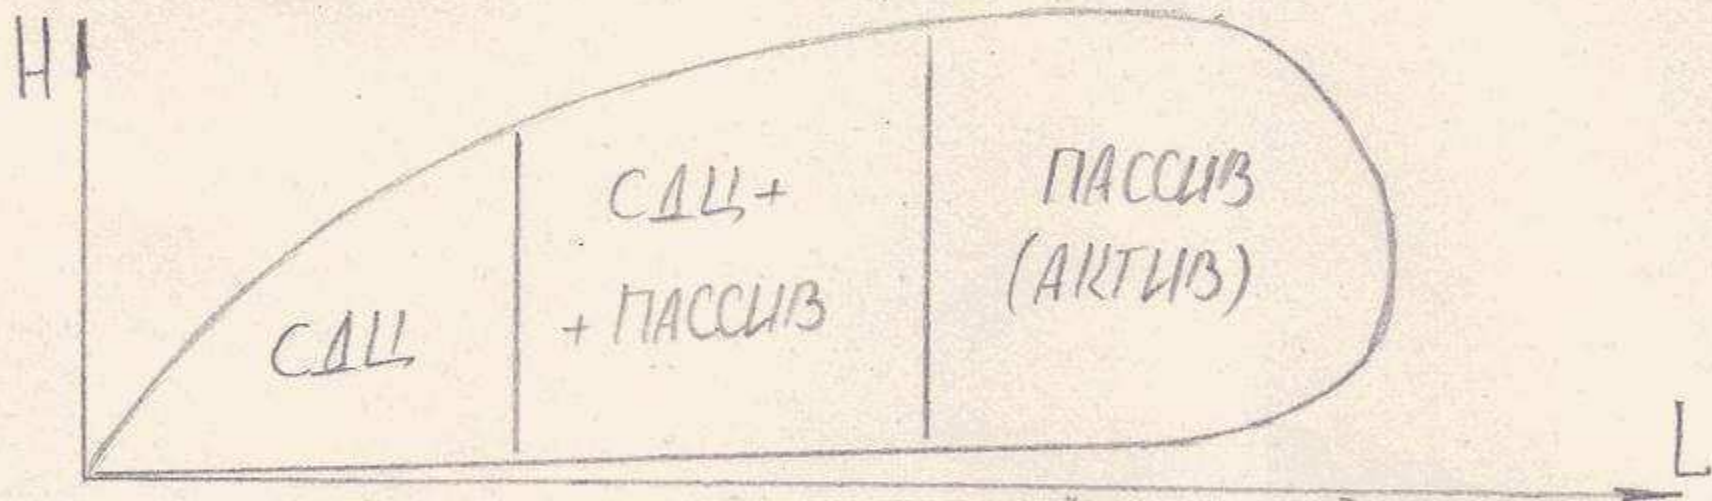 H
СДЦ
СДЦ+
+ ПАССИВ
ПАССИВ
(АКТИВ)
L